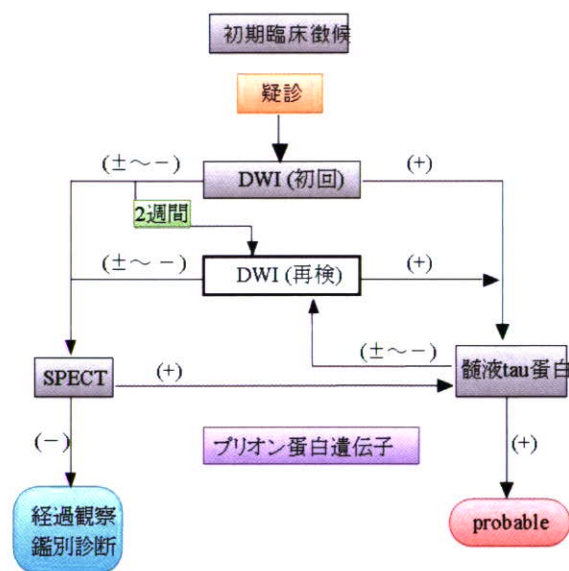 初期臨床徴候
疑診
(±～-)
DWI (初回)
(+)
2週間
(±～-)
DWI (再検)
(+)
(±～-)
SPECT
(+)
髄液tau蛋白
(-)
プリオン蛋白遺伝子
(+)
経過観察
鑑別診断
probable